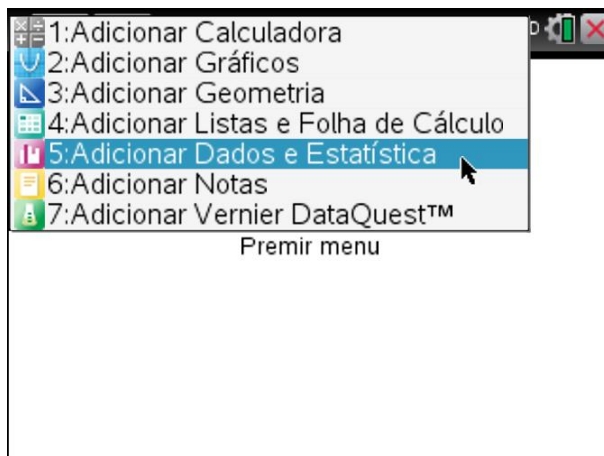 1:Adicionar Calculadora
2:Adicionar Gráficos
3:Adicionar Geometria
4:Adicionar Listas e Folha de Cálculo
5:Adicionar Dados e Estatística
6:Adicionar Notas
7:Adicionar Vernier DataQuest™
Premir menu